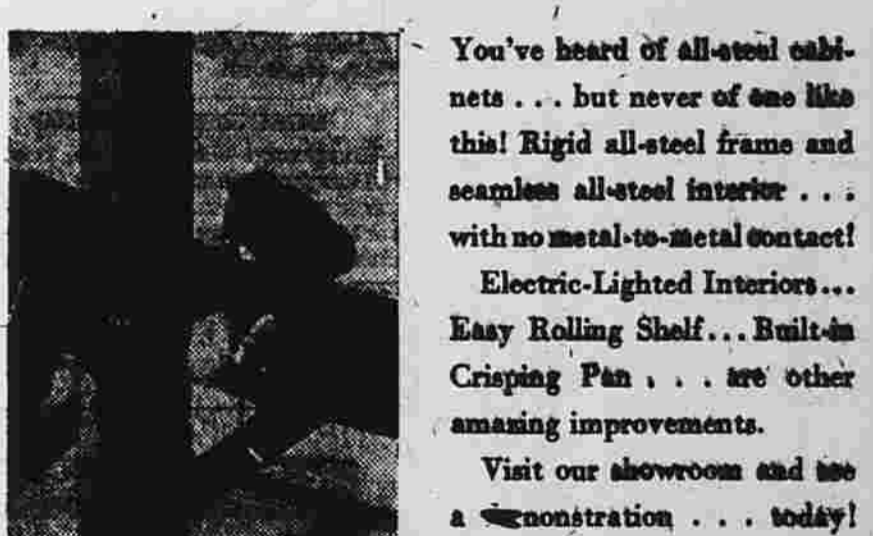 You've heard of all-steel cabi-
nets . . . but never of one like
this! Rigid all-steel frame and
seamless all-steel interior . . .
with no metal-to-metal contact!
Electric-Lighted Interiors...
Easy Rolling Shelf... Built-in
Crisping Pan . . . are other
amazing improvements.
Visit our showroom and see
a . . . today!